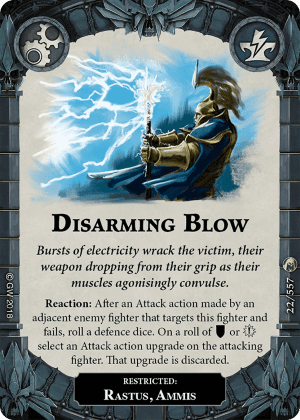 DISARMING BLOW
Bursts of electricity wrack the victim, their
weapon dropping from their grip as their
muscles agonisingly convulse.
Reaction: After an Attack action made by an
adjacent enemy fighter that targets this fighter and
fails, roll a defence dice. On a roll of or
select an Attack action upgrade on the attacking
fighter. That upgrade is discarded.
RESTRICTED:
RASTUS, AMMIS
© GW 2018
22/557